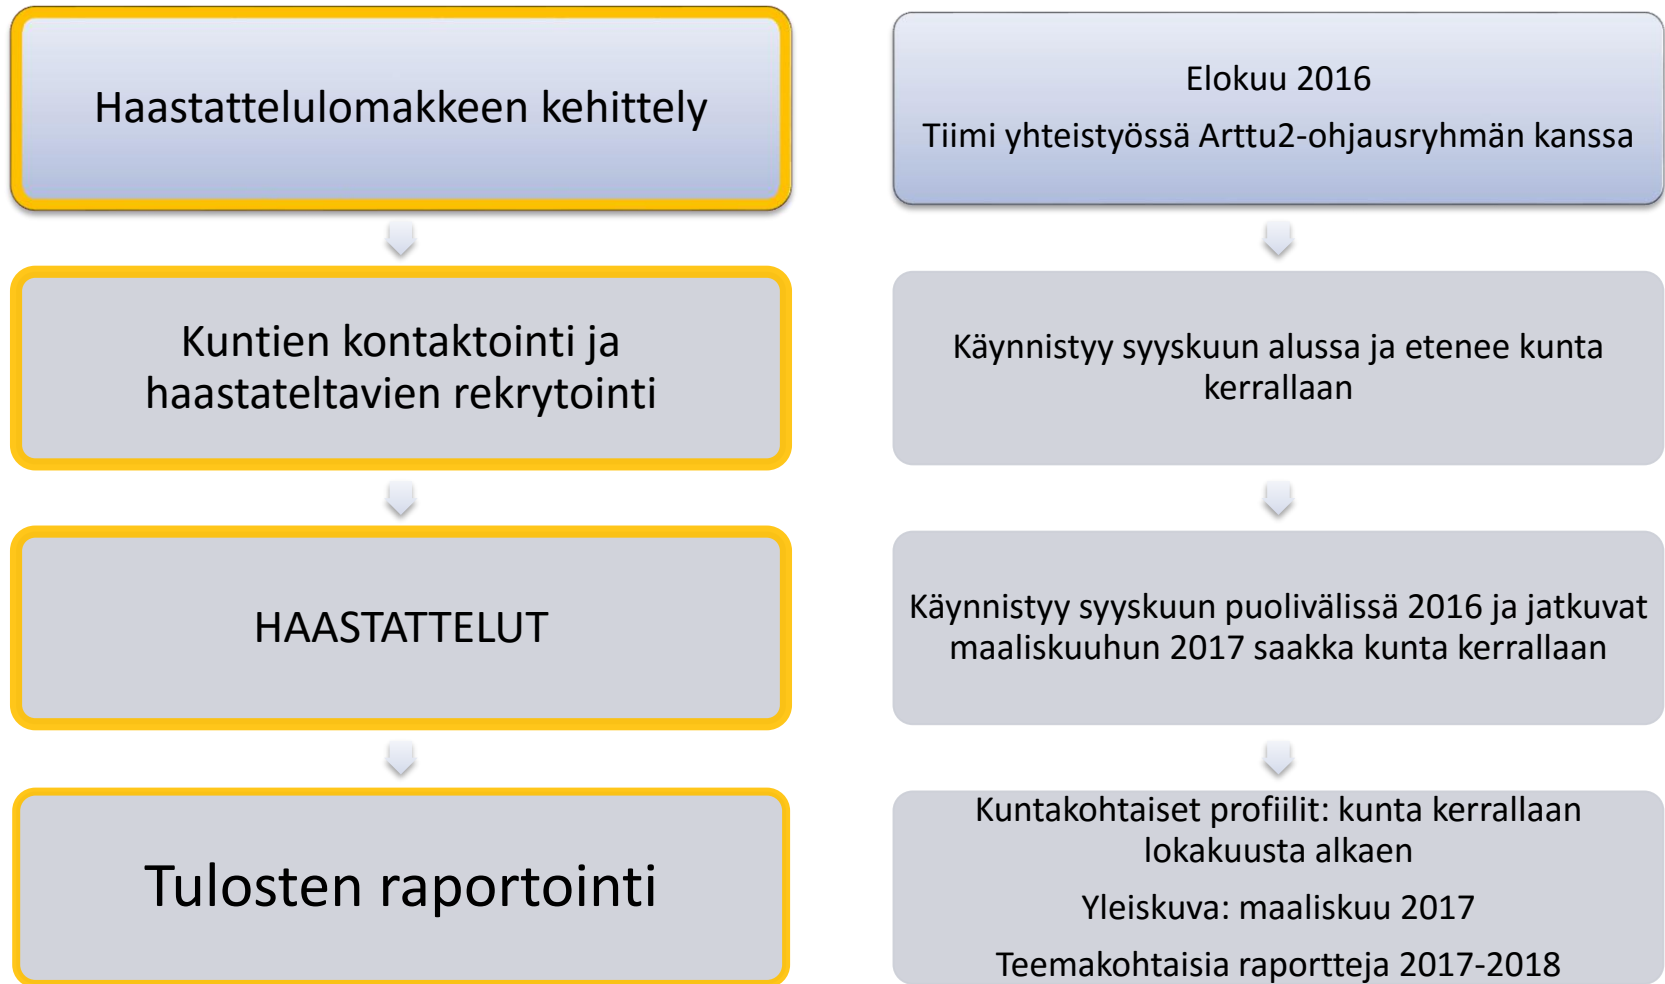 Haastattelulomakkeen kehittely
Elokuu 2016
Tiimi yhteistyössä Arttu2-ohjausryhmän kanssa
Kuntien kontaktointi ja
haastateltavien rekrytointi
Käynnistyy syyskuun alussa ja etenee kunta
kerrallaan
HAASTATTELUT
Käynnistyy syyskuun puolivälissä 2016 ja jatkuvat
maaliskuuhun 2017 saakka kunta kerrallaan
Tulosten raportointi
Kuntakohtaiset profiilit: kunta kerrallaan
lokakuusta alkaen
Yleiskuva: maaliskuu 2017
Teemakohtaisia raportteja 2017-2018